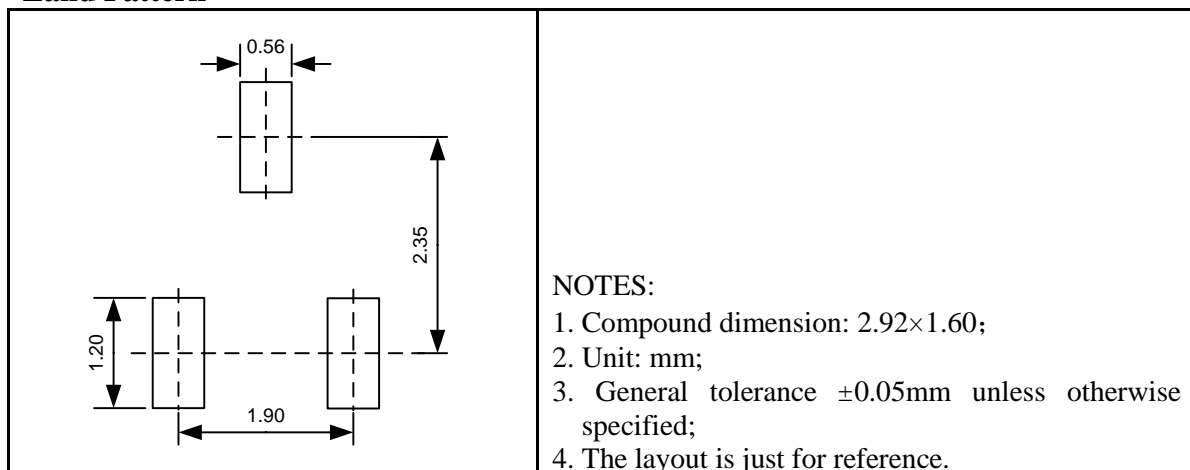 Land Pattern
0.56
2.35
1.20
1.90
NOTES:
1. Compound dimension: 2.92×1.60;
2. Unit: mm;
3. General tolerance ±0.05mm unless otherwise
specified;
4. The layout is just for reference.